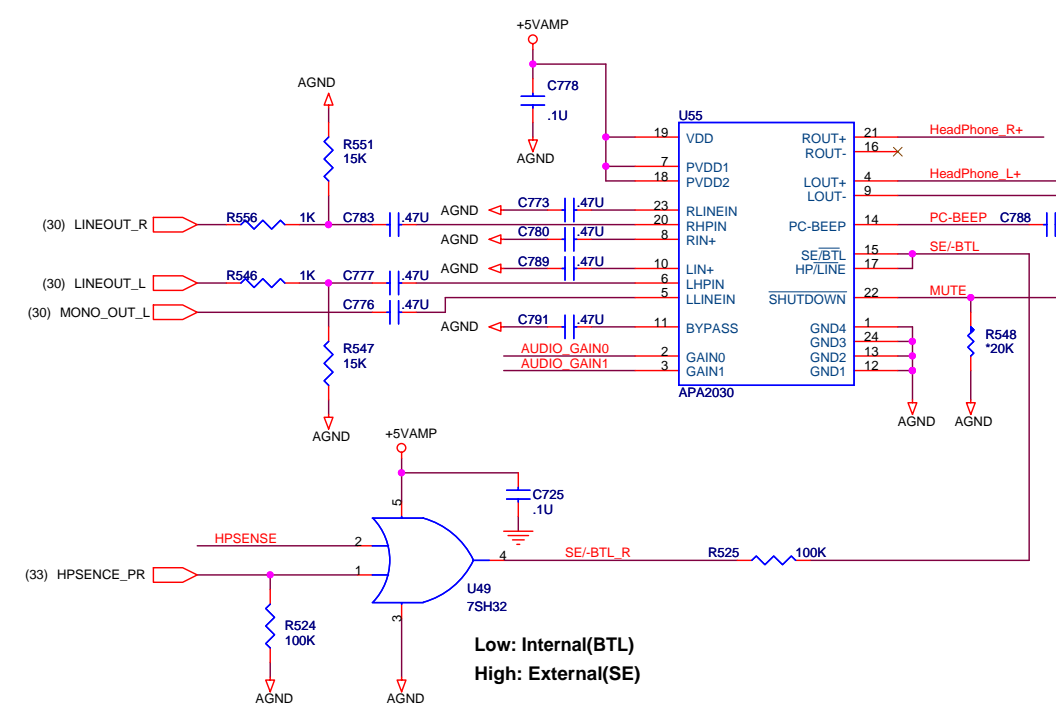 +5VAMP
AGND
C778
.1U
AGND
R551
15K
U55
19 VDD ROUT+ 21 HeadPhone_R+
ROUT- 16
7 PVDD1
18 PVDD2 LOUT+ 4 HeadPhone_L+
LOUT- 9
(30) LINEOUT_R R556 1K C783 .47U
AGND C773 .47U 23 RLINEIN
20 RHPIN PC-BEEP 14 PC-BEEP C788
AGND C780 .47U 8 RIN+
SE/BTL 15 SE/-BTL
AGND C789 .47U 10 LIN+ HP/LINE 17
(30) LINEOUT_L R546 1K C777 .47U 6 LHPIN
5 LLINEIN SHUTDOWN 22 MUTE
(30) MONO_OUT_L C776 .47U
AGND C791 .47U 11 BYPASS GND4 1
GND3 24
R548
*20K
R547
15K
AUDIO_GAIN0 2 GAIN0 GND2 13
AUDIO_GAIN1 3 GAIN1 GND1 12
APA2030
AGND AGND
AGND
+5VAMP
5
C725
.1U
HPSENSE 2
4 SE/-BTL_R R525 100K
(33) HPSENCE_PR 1
U49
7SH32
3
R524
100K
Low: Internal(BTL)
High: External(SE)
AGND AGND